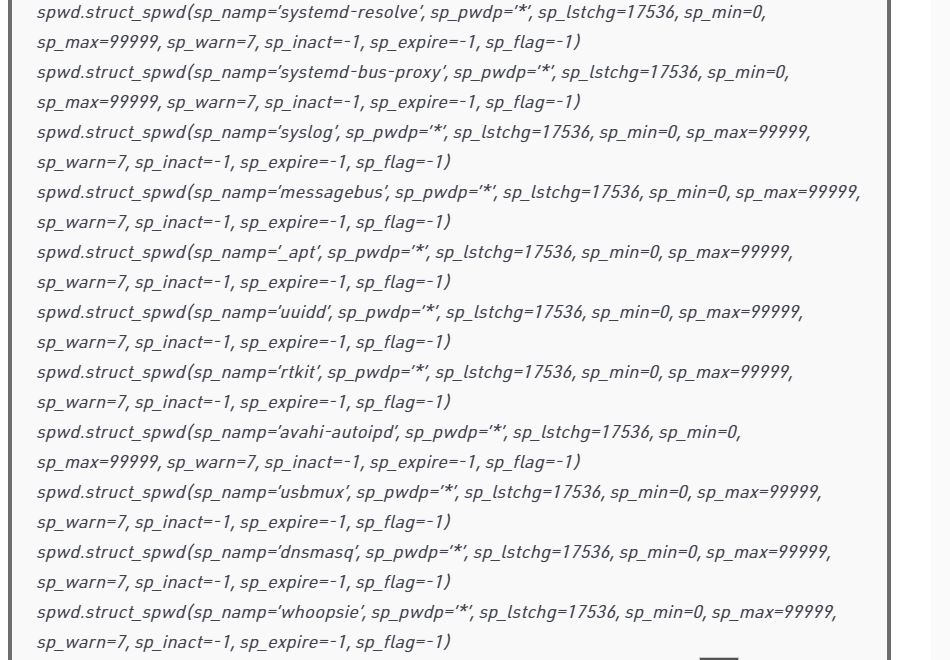 spwd.struct_spwd(sp_namp='systemd-resolve', sp_pwdp='*', sp_lstchg=17536, sp_min=0,
sp_max=99999, sp_warn=7, sp_inact=-1, sp_expire=-1, sp_flag=-1)
spwd.struct_spwd(sp_namp='systemd-bus-proxy', sp_pwdp='*', sp_lstchg=17536, sp_min=0,
sp_max=99999, sp_warn=7, sp_inact=-1, sp_expire=-1, sp_flag=-1)
spwd.struct_spwd(sp_namp='syslog', sp_pwdp='*', sp_lstchg=17536, sp_min=0, sp_max=99999,
sp_warn=7, sp_inact=-1, sp_expire=-1, sp_flag=-1)
spwd.struct_spwd(sp_namp='messagebus', sp_pwdp='*', sp_lstchg=17536, sp_min=0, sp_max=99999,
sp_warn=7, sp_inact=-1, sp_expire=-1, sp_flag=-1)
spwd.struct_spwd(sp_namp='_apt', sp_pwdp='*', sp_lstchg=17536, sp_min=0, sp_max=99999,
sp_warn=7, sp_inact=-1, sp_expire=-1, sp_flag=-1)
spwd.struct_spwd(sp_namp='uuidd', sp_pwdp='*', sp_lstchg=17536, sp_min=0, sp_max=99999,
sp_warn=7, sp_inact=-1, sp_expire=-1, sp_flag=-1)
spwd.struct_spwd(sp_namp='rtkit', sp_pwdp='*', sp_lstchg=17536, sp_min=0, sp_max=99999,
sp_warn=7, sp_inact=-1, sp_expire=-1, sp_flag=-1)
spwd.struct_spwd(sp_namp='avahi-autoipd', sp_pwdp='*', sp_lstchg=17536, sp_min=0,
sp_max=99999, sp_warn=7, sp_inact=-1, sp_expire=-1, sp_flag=-1)
spwd.struct_spwd(sp_namp='usbmux', sp_pwdp='*', sp_lstchg=17536, sp_min=0, sp_max=99999,
sp_warn=7, sp_inact=-1, sp_expire=-1, sp_flag=-1)
spwd.struct_spwd(sp_namp='dnsmasq', sp_pwdp='*', sp_lstchg=17536, sp_min=0, sp_max=99999,
sp_warn=7, sp_inact=-1, sp_expire=-1, sp_flag=-1)
spwd.struct_spwd(sp_namp='whoopsie', sp_pwdp='*', sp_lstchg=17536, sp_min=0, sp_max=99999,
sp_warn=7, sp_inact=-1, sp_expire=-1, sp_flag=-1)